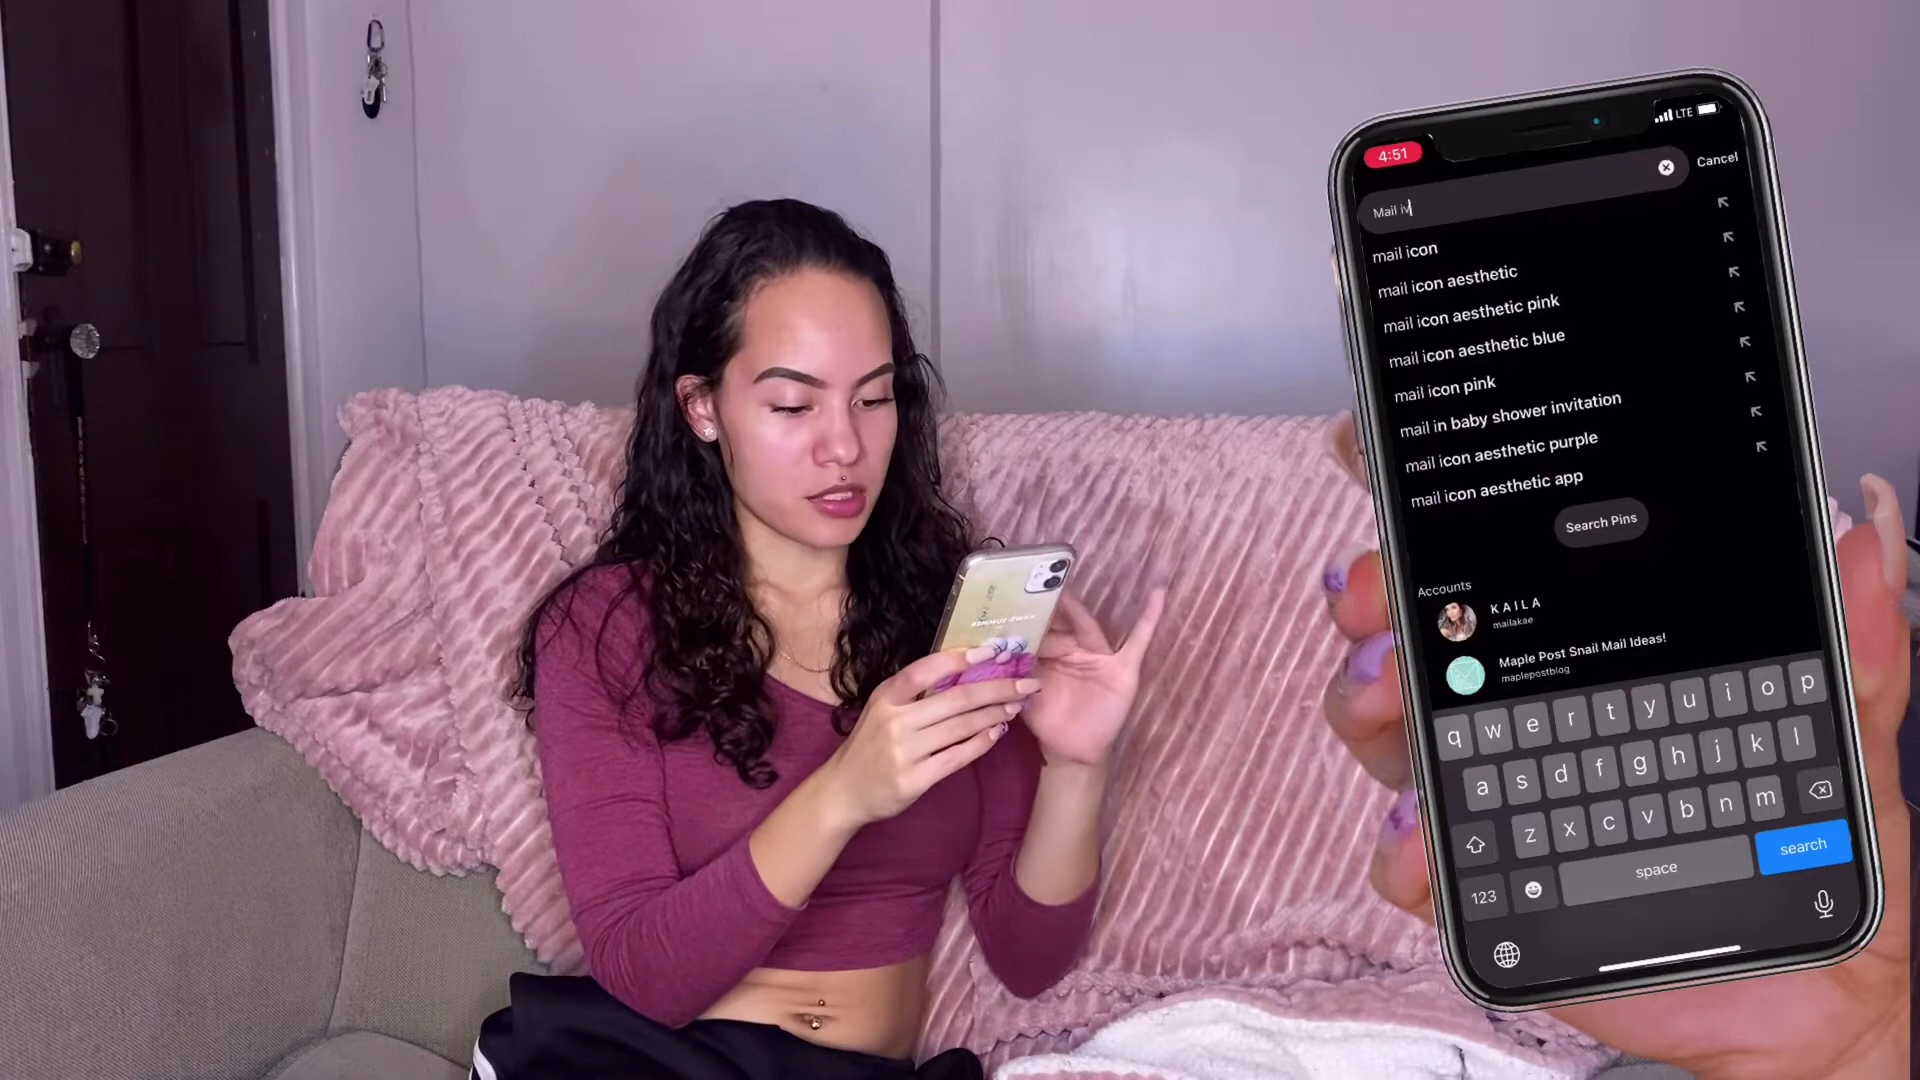 4:51
LTE
Mail iv
Cancel
mail icon
mail icon aesthetic
mail icon aesthetic pink
mail icon aesthetic blue
mail icon pink
mail in baby shower invitation
mail icon aesthetic purple
mail icon aesthetic app
Search Pins
Accounts
K A I L A
mailakae
Maple Post Snail Mail Ideas!
maplepostblog
q w e r t y u i o p
a s d f g h j k l
z x c v b n m
123
space
search